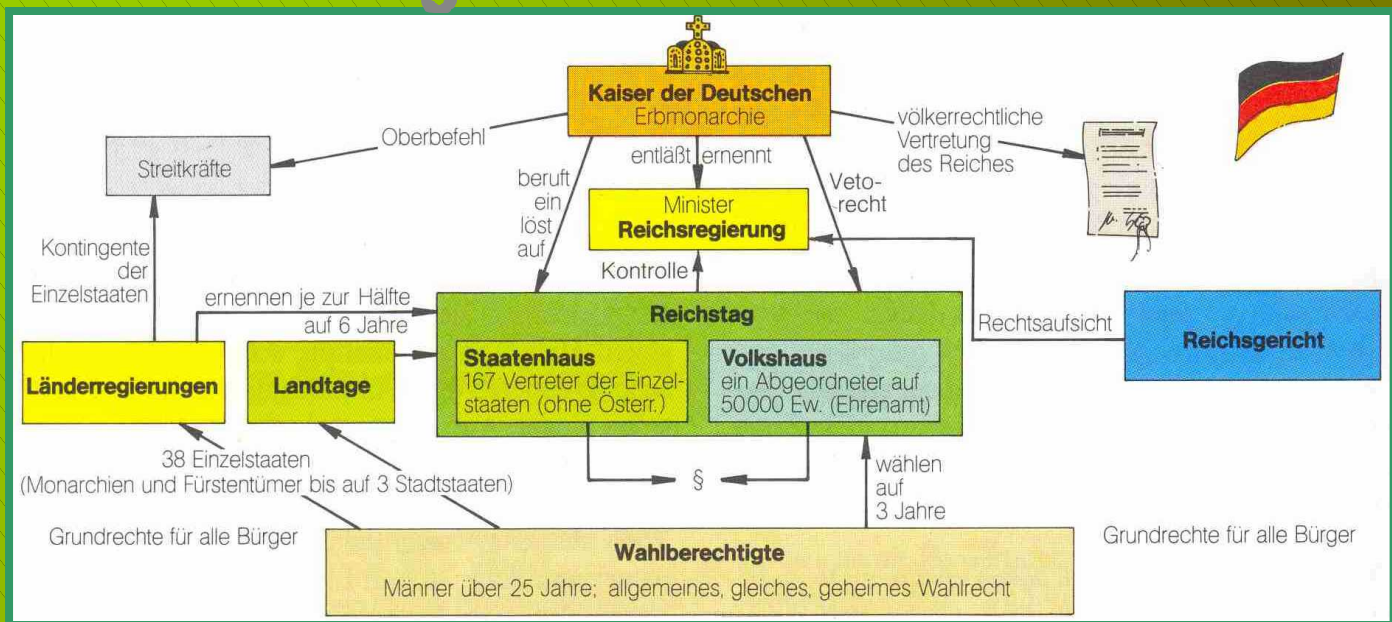 Kaiser der Deutschen
Erbmonarchie
Oberbefehl
völkerrechtliche
Vertretung
des Reiches
Streitkräfte
entläßt ernennt
beruft
ein
löst
auf
Veto-
recht
Minister
Reichsregierung
Kontrolle
Kontingente
der
Einzelstaaten
ernennen je zur Hälfte
auf 6 Jahre
Reichstag
Rechtsaufsicht
Reichsgericht
Länderregierungen
Landtage
Staatenhaus
167 Vertreter der Einzel-
staaten (ohne Österr.)
Volkshaus
ein Abgeordneter auf
50000 Ew. (Ehrenamt)
38 Einzelstaaten
(Monarchien und Fürstentümer bis auf 3 Stadtstaaten)
§
wählen
auf
3 Jahre
Grundrechte für alle Bürger
Grundrechte für alle Bürger
Wahlberechtigte
Männer über 25 Jahre; allgemeines, gleiches, geheimes Wahlrecht